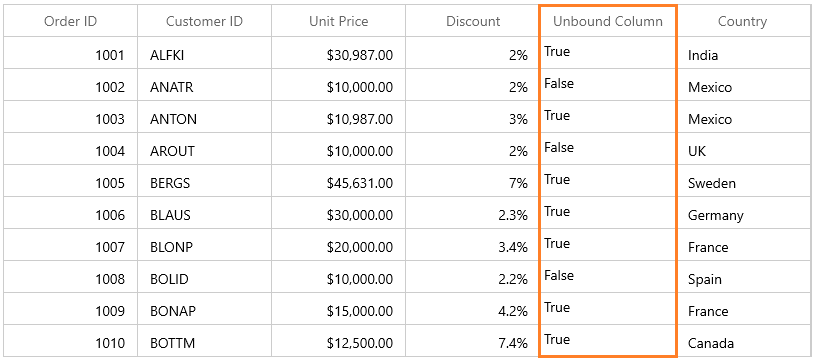 Order ID Customer ID Unit Price Discount Unbound Column Country
1001 ALFKI $30,987.00 2% True India
1002 ANATR $10,000.00 2% False Mexico
1003 ANTON $10,987.00 3% True Mexico
1004 AROUT $10,000.00 2% False UK
1005 BERGS $45,631.00 7% True Sweden
1006 BLAUS $30,000.00 2.3% True Germany
1007 BLONP $20,000.00 3.4% True France
1008 BOLID $10,000.00 2.2% False Spain
1009 BONAP $15,000.00 4.2% True France
1010 BOTTM $12,500.00 7.4% True Canada